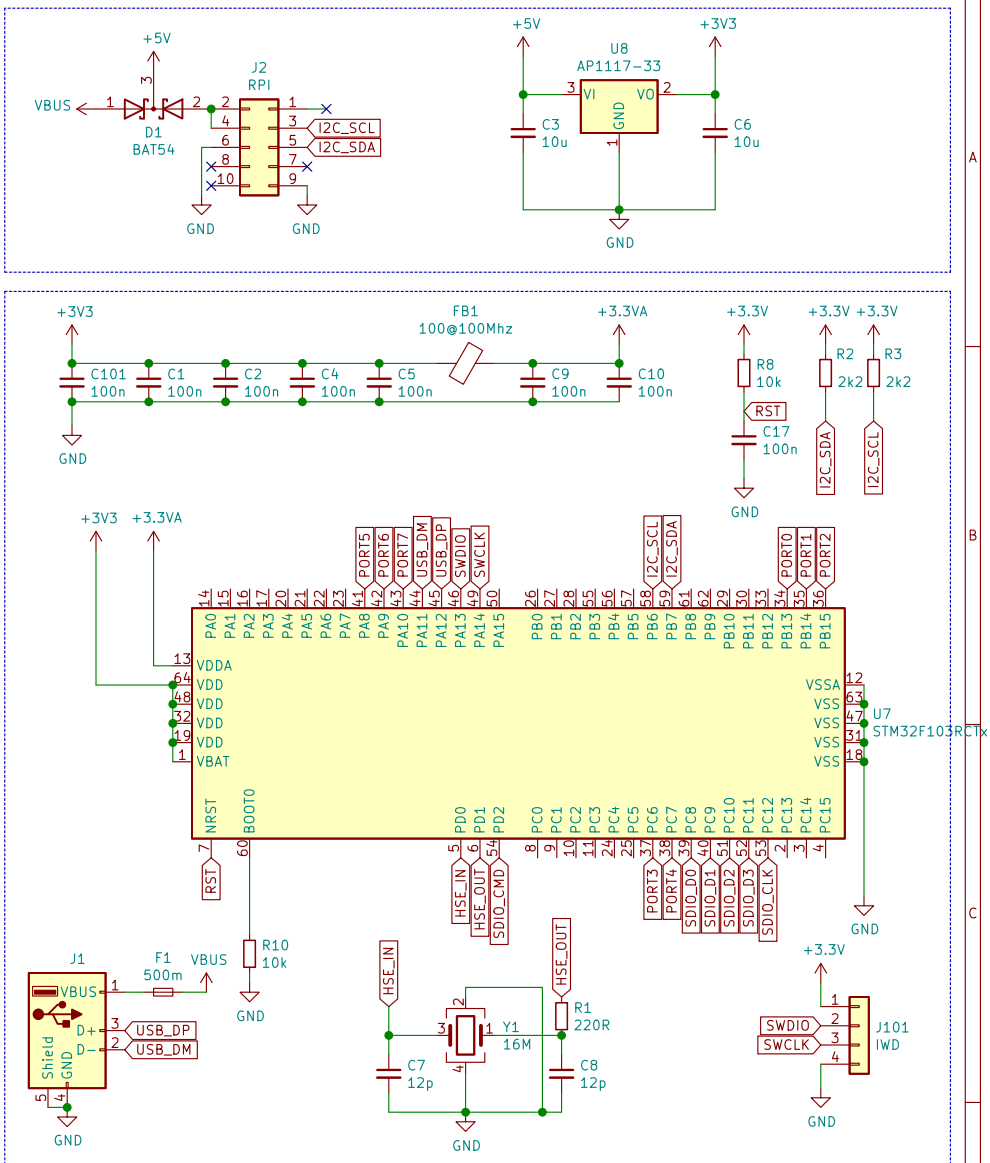 +5V
3
VBUS
1
2
D1
BAT54
J2
RPI
2
4
6
8
10
1
3
5
7
9
I2C_SCL
I2C_SDA
GND
GND
+5V
+3V3
U8
AP1117-33
3
VI
VO
2
GND
1
C3
10u
C6
10u
GND
A
+3V3
FB1
100@100Mhz
+3.3VA
C101
100n
C1
100n
C2
100n
C4
100n
C5
100n
C9
100n
C10
100n
GND
+3.3V
R8
10k
RST
C17
100n
GND
+3.3V
+3.3V
R2
2k2
R3
2k2
I2C_SDA
I2C_SCL
B
+3V3
+3.3VA
PORT5
PORT6
PORT7
USB_DM
USB_DP
SWDIO
SWCLK
I2C_SCL
I2C_SDA
PORT0
PORT1
PORT2
14
15
16
17
20
21
22
23
41
42
43
44
45
46
49
50
26
27
28
55
56
57
58
59
61
62
29
30
33
34
35
36
PA0
PA1
PA2
PA3
PA4
PA5
PA6
PA7
PA8
PA9
PA10
PA11
PA12
PA13
PA14
PA15
PB0
PB1
PB2
PB3
PB4
PB5
PB6
PB7
PB8
PB9
PB10
PB11
PB12
PB13
PB14
PB15
13
VDDA
64
VDD
48
VDD
32
VDD
19
VDD
1
VBAT
VSSA
12
VSS
63
VSS
47
VSS
31
VSS
18
U7
STM32F103RCTx
NRST
BOOT0
PD0
PD1
PD2
PC0
PC1
PC2
PC3
PC4
PC5
PC6
PC7
PC8
PC9
PC10
PC11
PC12
PC13
PC14
PC15
7
60
5
6
54
8
9
10
11
24
25
37
38
39
40
51
52
53
2
3
4
RST
HSE_IN
HSE_OUT
SDIO_CMD
PORT3
PORT4
SDIO_D0
SDIO_D1
SDIO_D2
SDIO_D3
SDIO_CLK
GND
C
R10
10k
GND
J1
F1
500m
VBUS
VBUS
1
D+
3
USB_DP
D-
2
USB_DM
Shield
GND
5
4
GND
HSE_IN
HSE_OUT
R1
220R
2
3
1
4
Y1
16M
C7
12p
C8
12p
GND
+3.3V
1
SWDIO
2
SWCLK
3
4
J101
IWD
GND